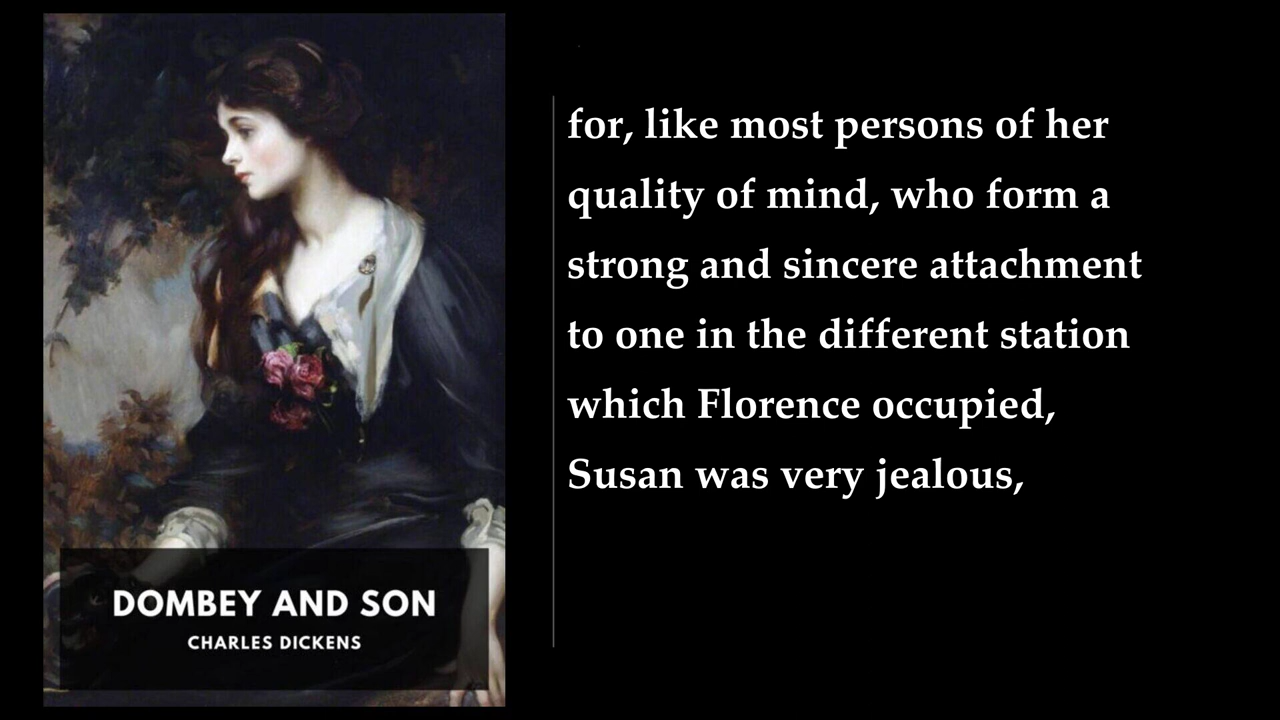 for, like most persons of her
quality of mind, who form a
strong and sincere attachment
to one in the different station
which Florence occupied,
Susan was very jealous,
DOMBEY AND SON
CHARLES DICKENS